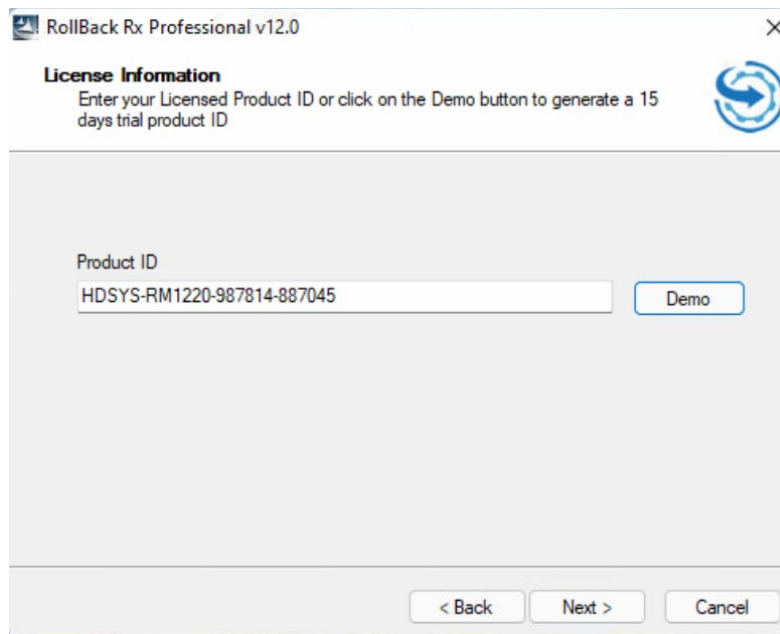 RollBack Rx Professional v12.0
License Information
Enter your Licensed Product ID or click on the Demo button to generate a 15
days trial product ID
Product ID
HDSYS-RM1220-987814-887045
Demo
< Back
Next >
Cancel